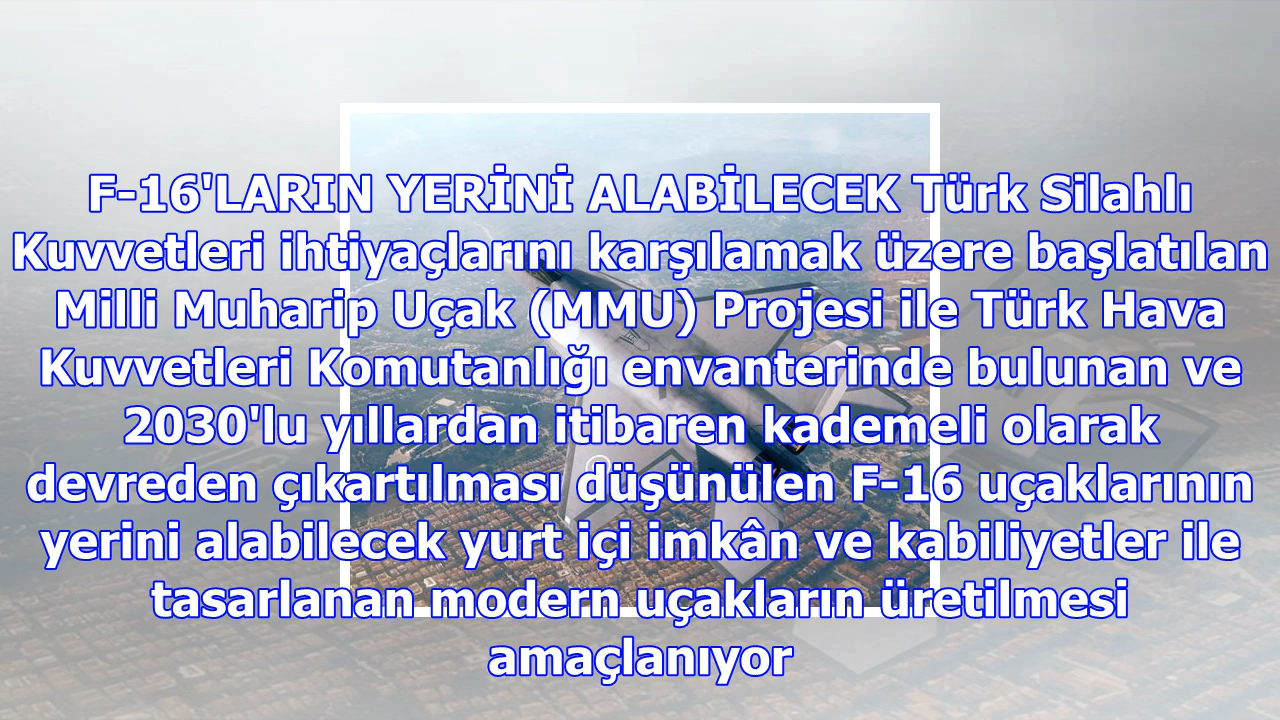 F-16'LARIN YERİNİ ALABİLECEK Türk Silahlı
Kuvvetleri ihtiyaçlarını karşılamak üzere başlatılan
Milli Muharip Uçak (MMU) Projesi ile Türk Hava
Kuvvetleri Komutanlığı envanterinde bulunan ve
2030'lu yıllardan itibaren kademeli olarak
devreden çıkartılması düşünülen F-16 uçaklarının
yerini alabilecek yurt içi imkân ve kabiliyetler ile
tasarlanan modern uçakların üretilmesi
amaçlanıyor